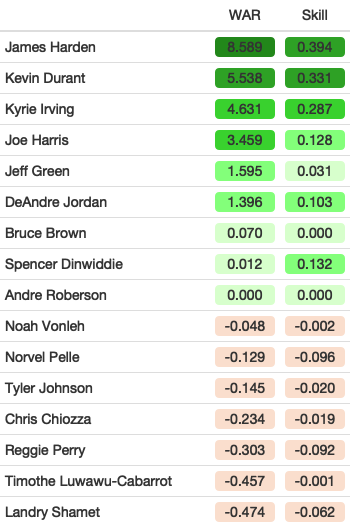 WAR Skill
James Harden 8.589 0.394
Kevin Durant 5.538 0.331
Kyrie Irving 4.631 0.287
Joe Harris 3.459 0.128
Jeff Green 1.595 0.031
DeAndre Jordan 1.396 0.103
Bruce Brown 0.070 0.000
Spencer Dinwiddie 0.012 0.132
Andre Roberson 0.000 0.000
Noah Vonleh -0.048 -0.002
Norvel Pelle -0.129 -0.096
Tyler Johnson -0.145 -0.020
Chris Chiozza -0.234 -0.019
Reggie Perry -0.303 -0.092
Timothe Luwawu-Cabarrot -0.457 -0.001
Landry Shamet -0.474 -0.062